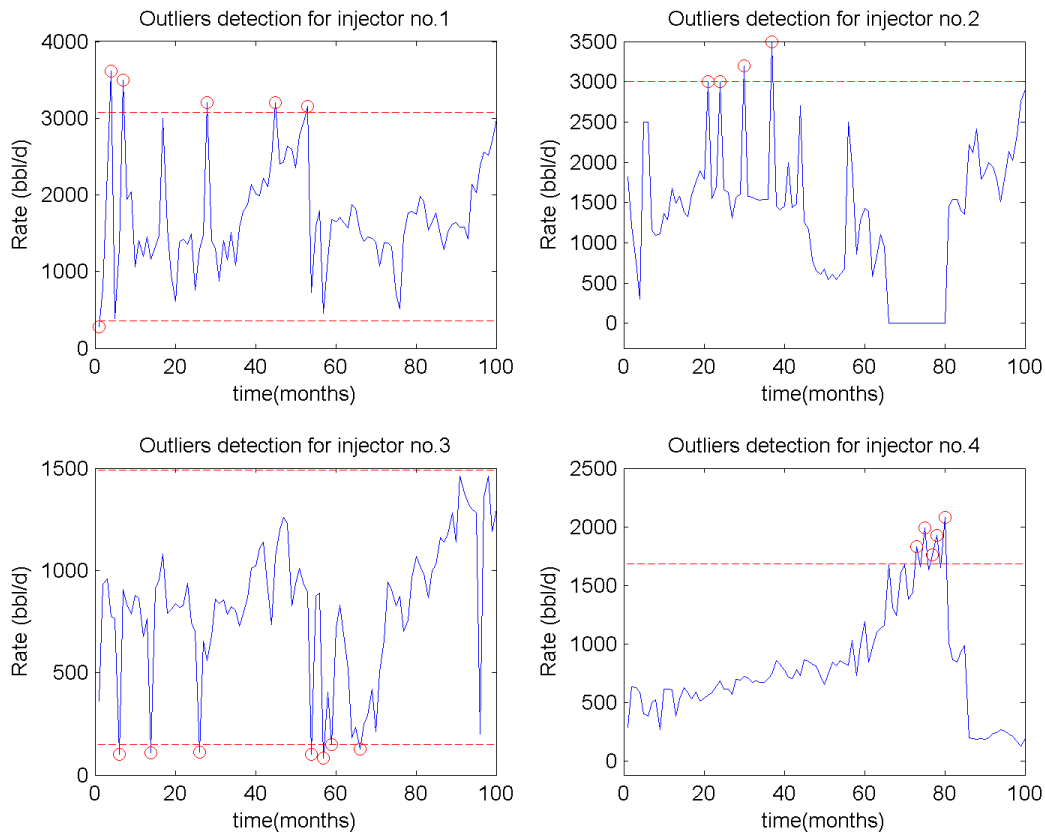 Outliers detection for injector no.1
Rate (bbl/d)
4000
3000
2000
1000
0
0 20 40 60 80 100
time(months)
Outliers detection for injector no.2
Rate (bbl/d)
3500
3000
2500
2000
1500
1000
500
0
0 20 40 60 80 100
time(months)
Outliers detection for injector no.3
Rate (bbl/d)
1500
1000
500
0
0 20 40 60 80 100
time(months)
Outliers detection for injector no.4
Rate (bbl/d)
2500
2000
1500
1000
500
0
0 20 40 60 80 100
time(months)